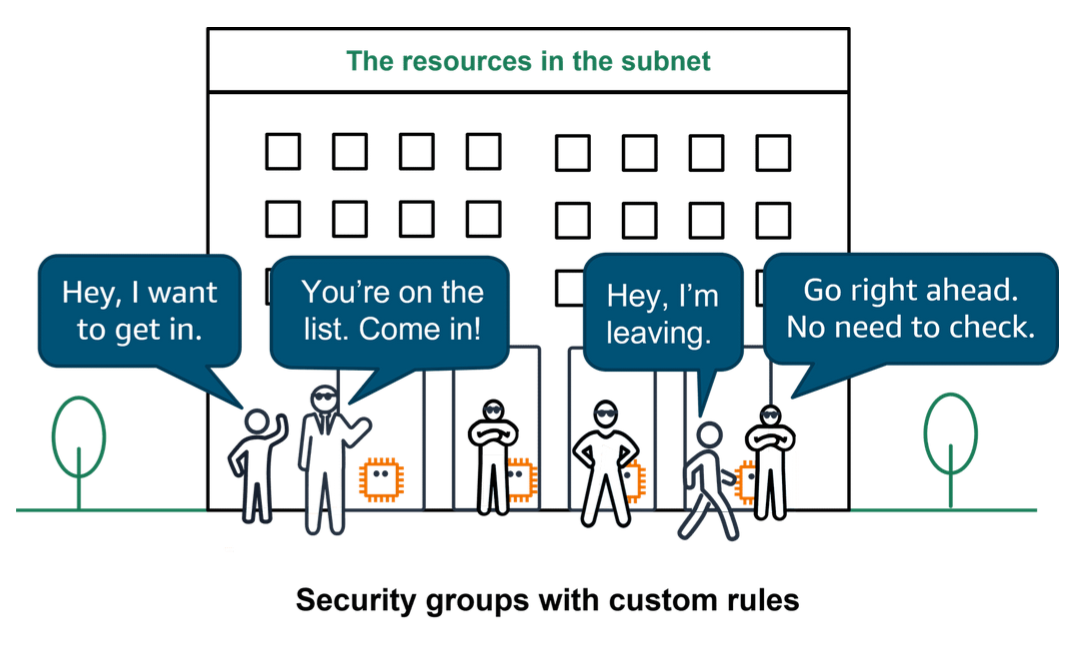 The resources in the subnet
Hey, I want
to get in.
You’re on the
list. Come in!
Hey, I’m
leaving.
Go right ahead.
No need to check.
Security groups with custom rules